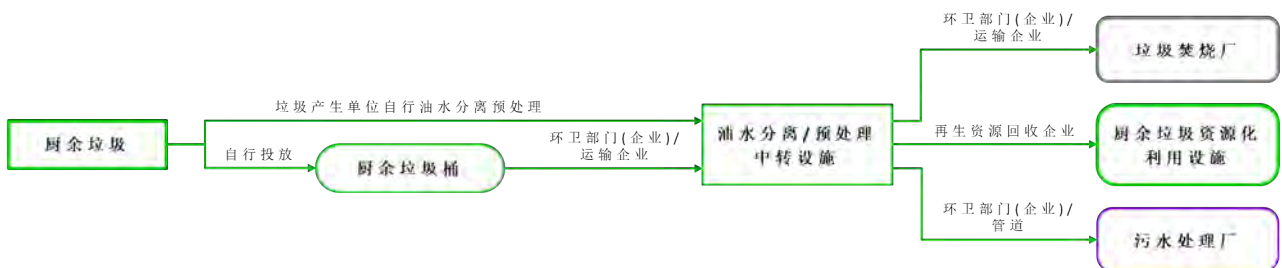 厨余垃圾
垃圾产生单位自行油水分离预处理
自行投放
厨余垃圾桶
环卫部门(企业)/
运输企业
油水分离/预处理
中转设施
环卫部门(企业)/
运输企业
垃圾焚烧厂
再生资源回收企业
厨余垃圾资源化
利用设施
环卫部门(企业)/
管道
污水处理厂